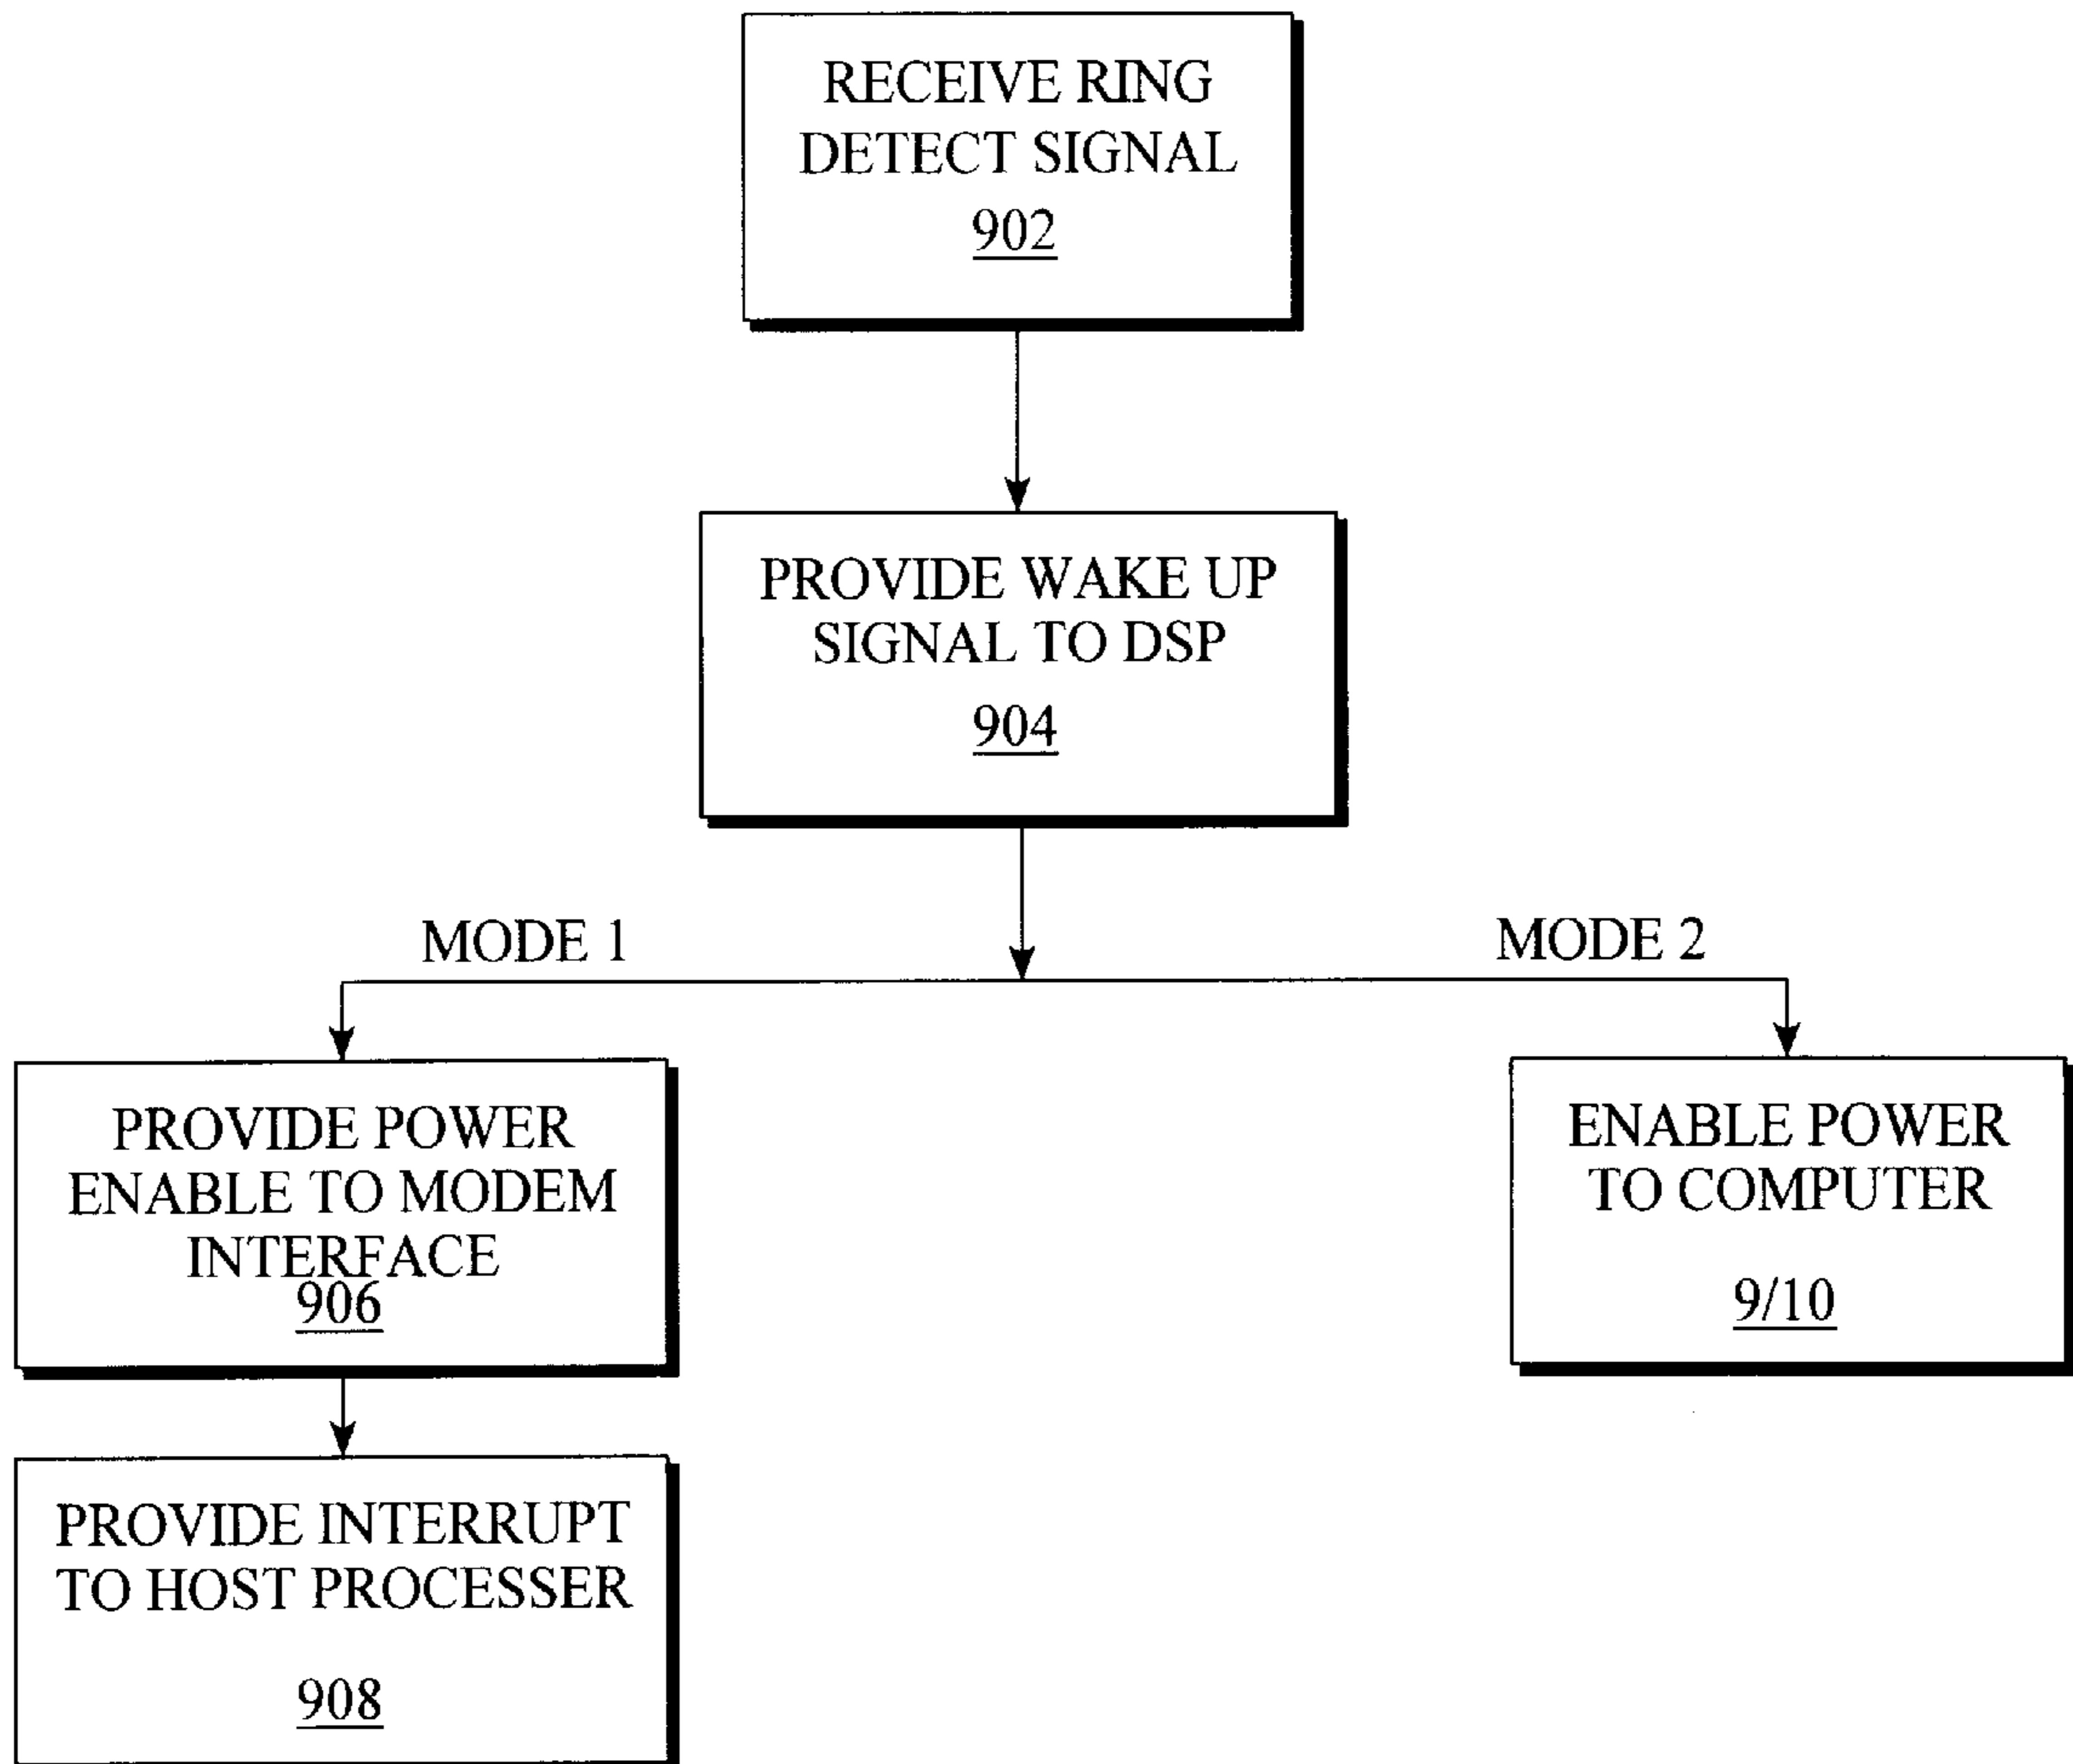 RECEIVE RING
DETECT SIGNAL
902
PROVIDE WAKE UP
SIGNAL TO DSP
904
MODE 1
MODE 2
PROVIDE POWER
ENABLE TO MODEM
INTERFACE
906
ENABLE POWER
TO COMPUTER
9/10
PROVIDE INTERRUPT
TO HOST PROCESSER
908